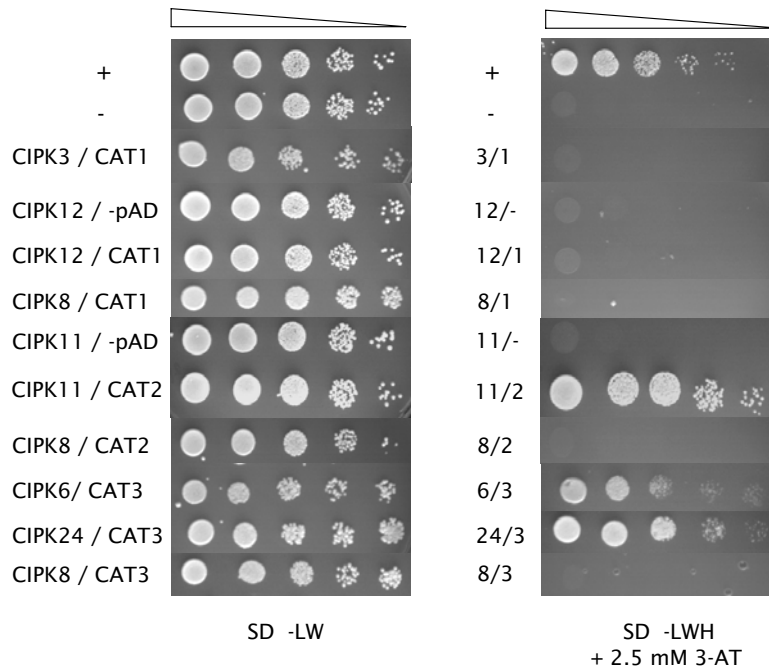 + +
- -
CIPK3 / CAT1 3/1
CIPK12 / -pAD 12/-
CIPK12 / CAT1 12/1
CIPK8 / CAT1 8/1
CIPK11 / -pAD 11/-
CIPK11 / CAT2 11/2
CIPK8 / CAT2 8/2
CIPK6/ CAT3 6/3
CIPK24 / CAT3 24/3
CIPK8 / CAT3 8/3
SD -LW SD -LWH
+ 2.5 mM 3-AT